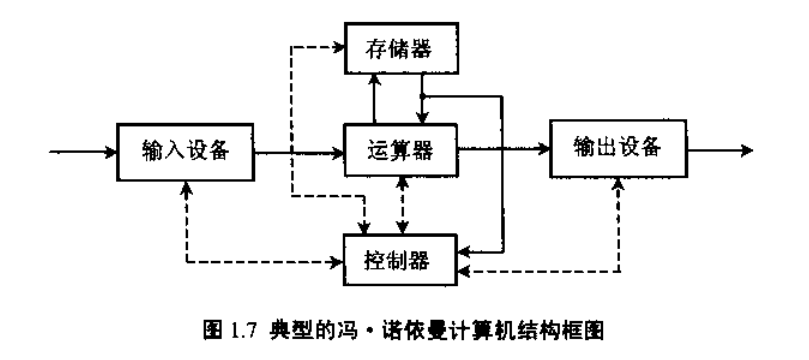 存储器
输入设备
运算器
输出设备
控制器
图 1.7 典型的冯·诺依曼计算机结构框图